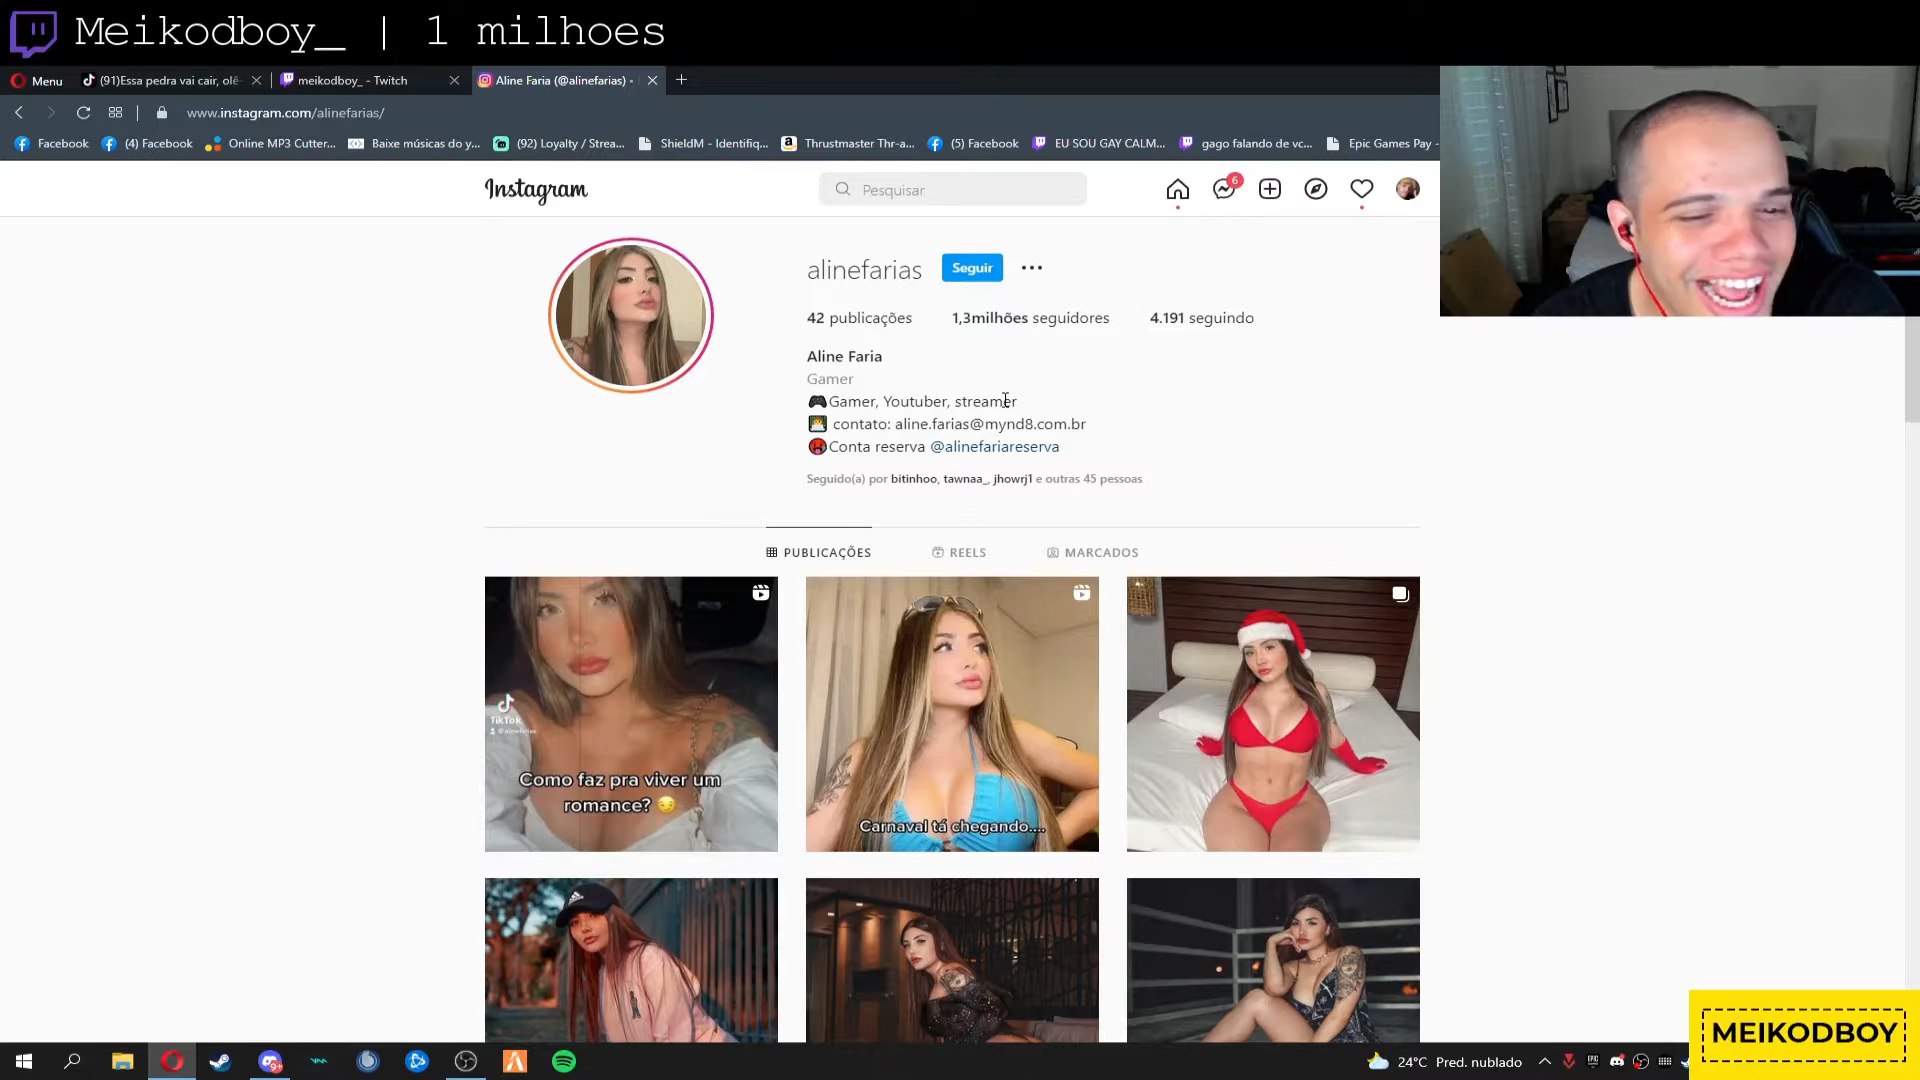 Meikodboy_ | 1 milhoes
Menu
(91)Essa pedra vai cair, olê-
meikodboy_ - Twitch
Aline Faria (@alinefarias) •
www.instagram.com/alinefarias/
Facebook
(4) Facebook
Online MP3 Cutter...
Baixe músicas do y...
(92) Loyalty / Strea...
ShieldM - Identifiq...
Thrustmaster Thr-a...
(5) Facebook
EU SOU GAY CALM...
gago falando de vc...
Epic Games Pay -
Instagram
Pesquisar
6
alinefarias
Seguir
42 publicações
1,3milhões seguidores
4.191 seguindo
Aline Faria
Gamer
🎮Gamer, Youtuber, streamer
contato: aline.farias@mynd8.com.br
Conta reserva @alinefariareserva
Seguido(a) por bitinhoo, tawnaa_, jhowrj1 e outras 45 pessoas
PUBLICAÇÕES
REELS
MARCADOS
TikTok
@alinefarias
Como faz pra viver um
romance? 😏
Carnaval tá chegando....
adidas
MEIKODBOY
9+
24°C Pred. nublado